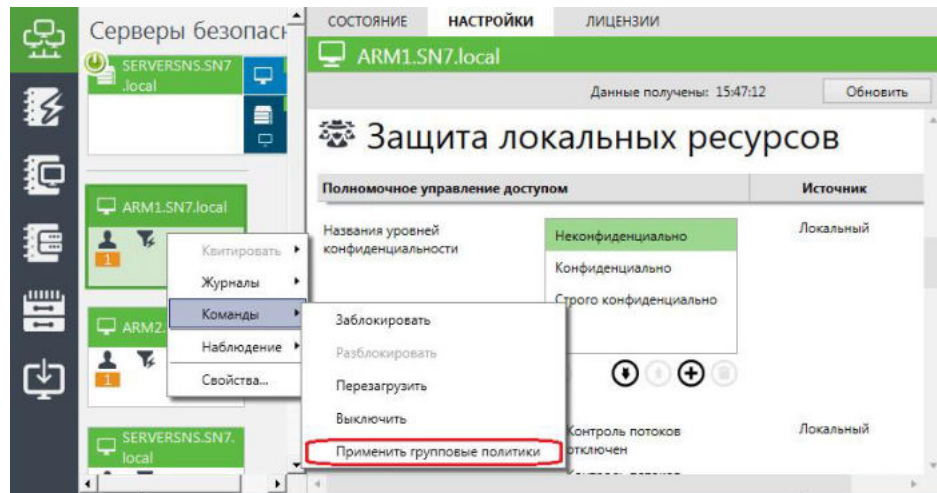 Серверы безопасн
SERVERSNS.SN7
.local
ARM1.SN7.local
1
ARM2.
1
SERVERSNS.SN7.
local
Квитировать
Журналы
Команды
Наблюдение
Свойства...
Заблокировать
Разблокировать
Перезагрузить
Выключить
Применить групповые политики
СОСТОЯНИЕ НАСТРОЙКИ ЛИЦЕНЗИИ
ARM1.SN7.local
Данные получены: 15:47:12 Обновить
Защита локальных ресурсов
Полномочное управление доступом Источник
Названия уровней
конфиденциальности
Неконфиденциально
Конфиденциально
Строго конфиденциально
Локальный
Контроль потоков
отключен
Локальный